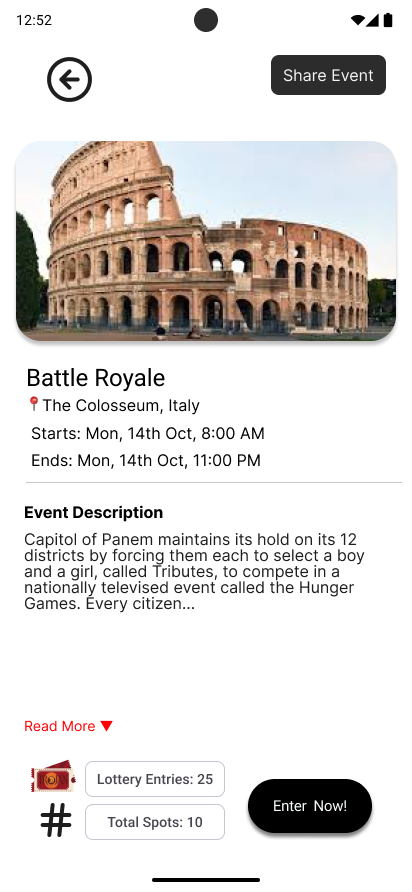 12:52
Share Event
Battle Royale
The Colosseum, Italy
Starts: Mon, 14th Oct, 8:00 AM
Ends: Mon, 14th Oct, 11:00 PM
Event Description
Capitol of Panem maintains its hold on its 12
districts by forcing them each to select a boy
and a girl, called Tributes, to compete in a
nationally televised event called the Hunger
Games. Every citizen...
Read More ▼
Lottery Entries: 25
# Total Spots: 10
Enter Now!